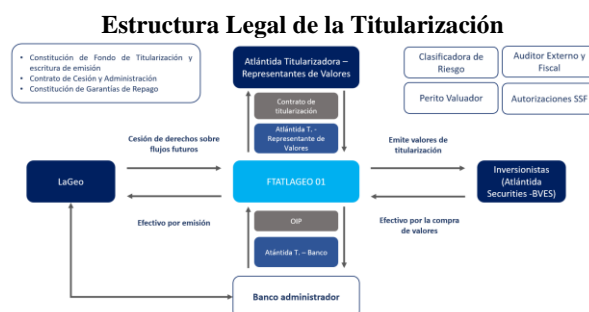 Estructura Legal de la Titularización
• Constitución de Fondo de Titularización y
escritura de emisión
• Contrato de Cesión y Administración
• Constitución de Garantías de Repago
Atlántida Titularizadora –
Representantes de Valores
Clasificadora de
Riesgo
Auditor Externo y
Fiscal
Perito Valuador
Autorizaciones SSF
Contrato de
titularización
Atlántida T. -
Representante de
Valores
Cesión de derechos sobre
flujos futuros
Emite valores de
titularización
LaGeo
FTATLAGEO 01
Inversionistas
(Atlántida
Securities -BVES)
Efectivo por emisión
Efectivo por la compra
de valores
OIP
Atántida T. – Banco
Banco administrador